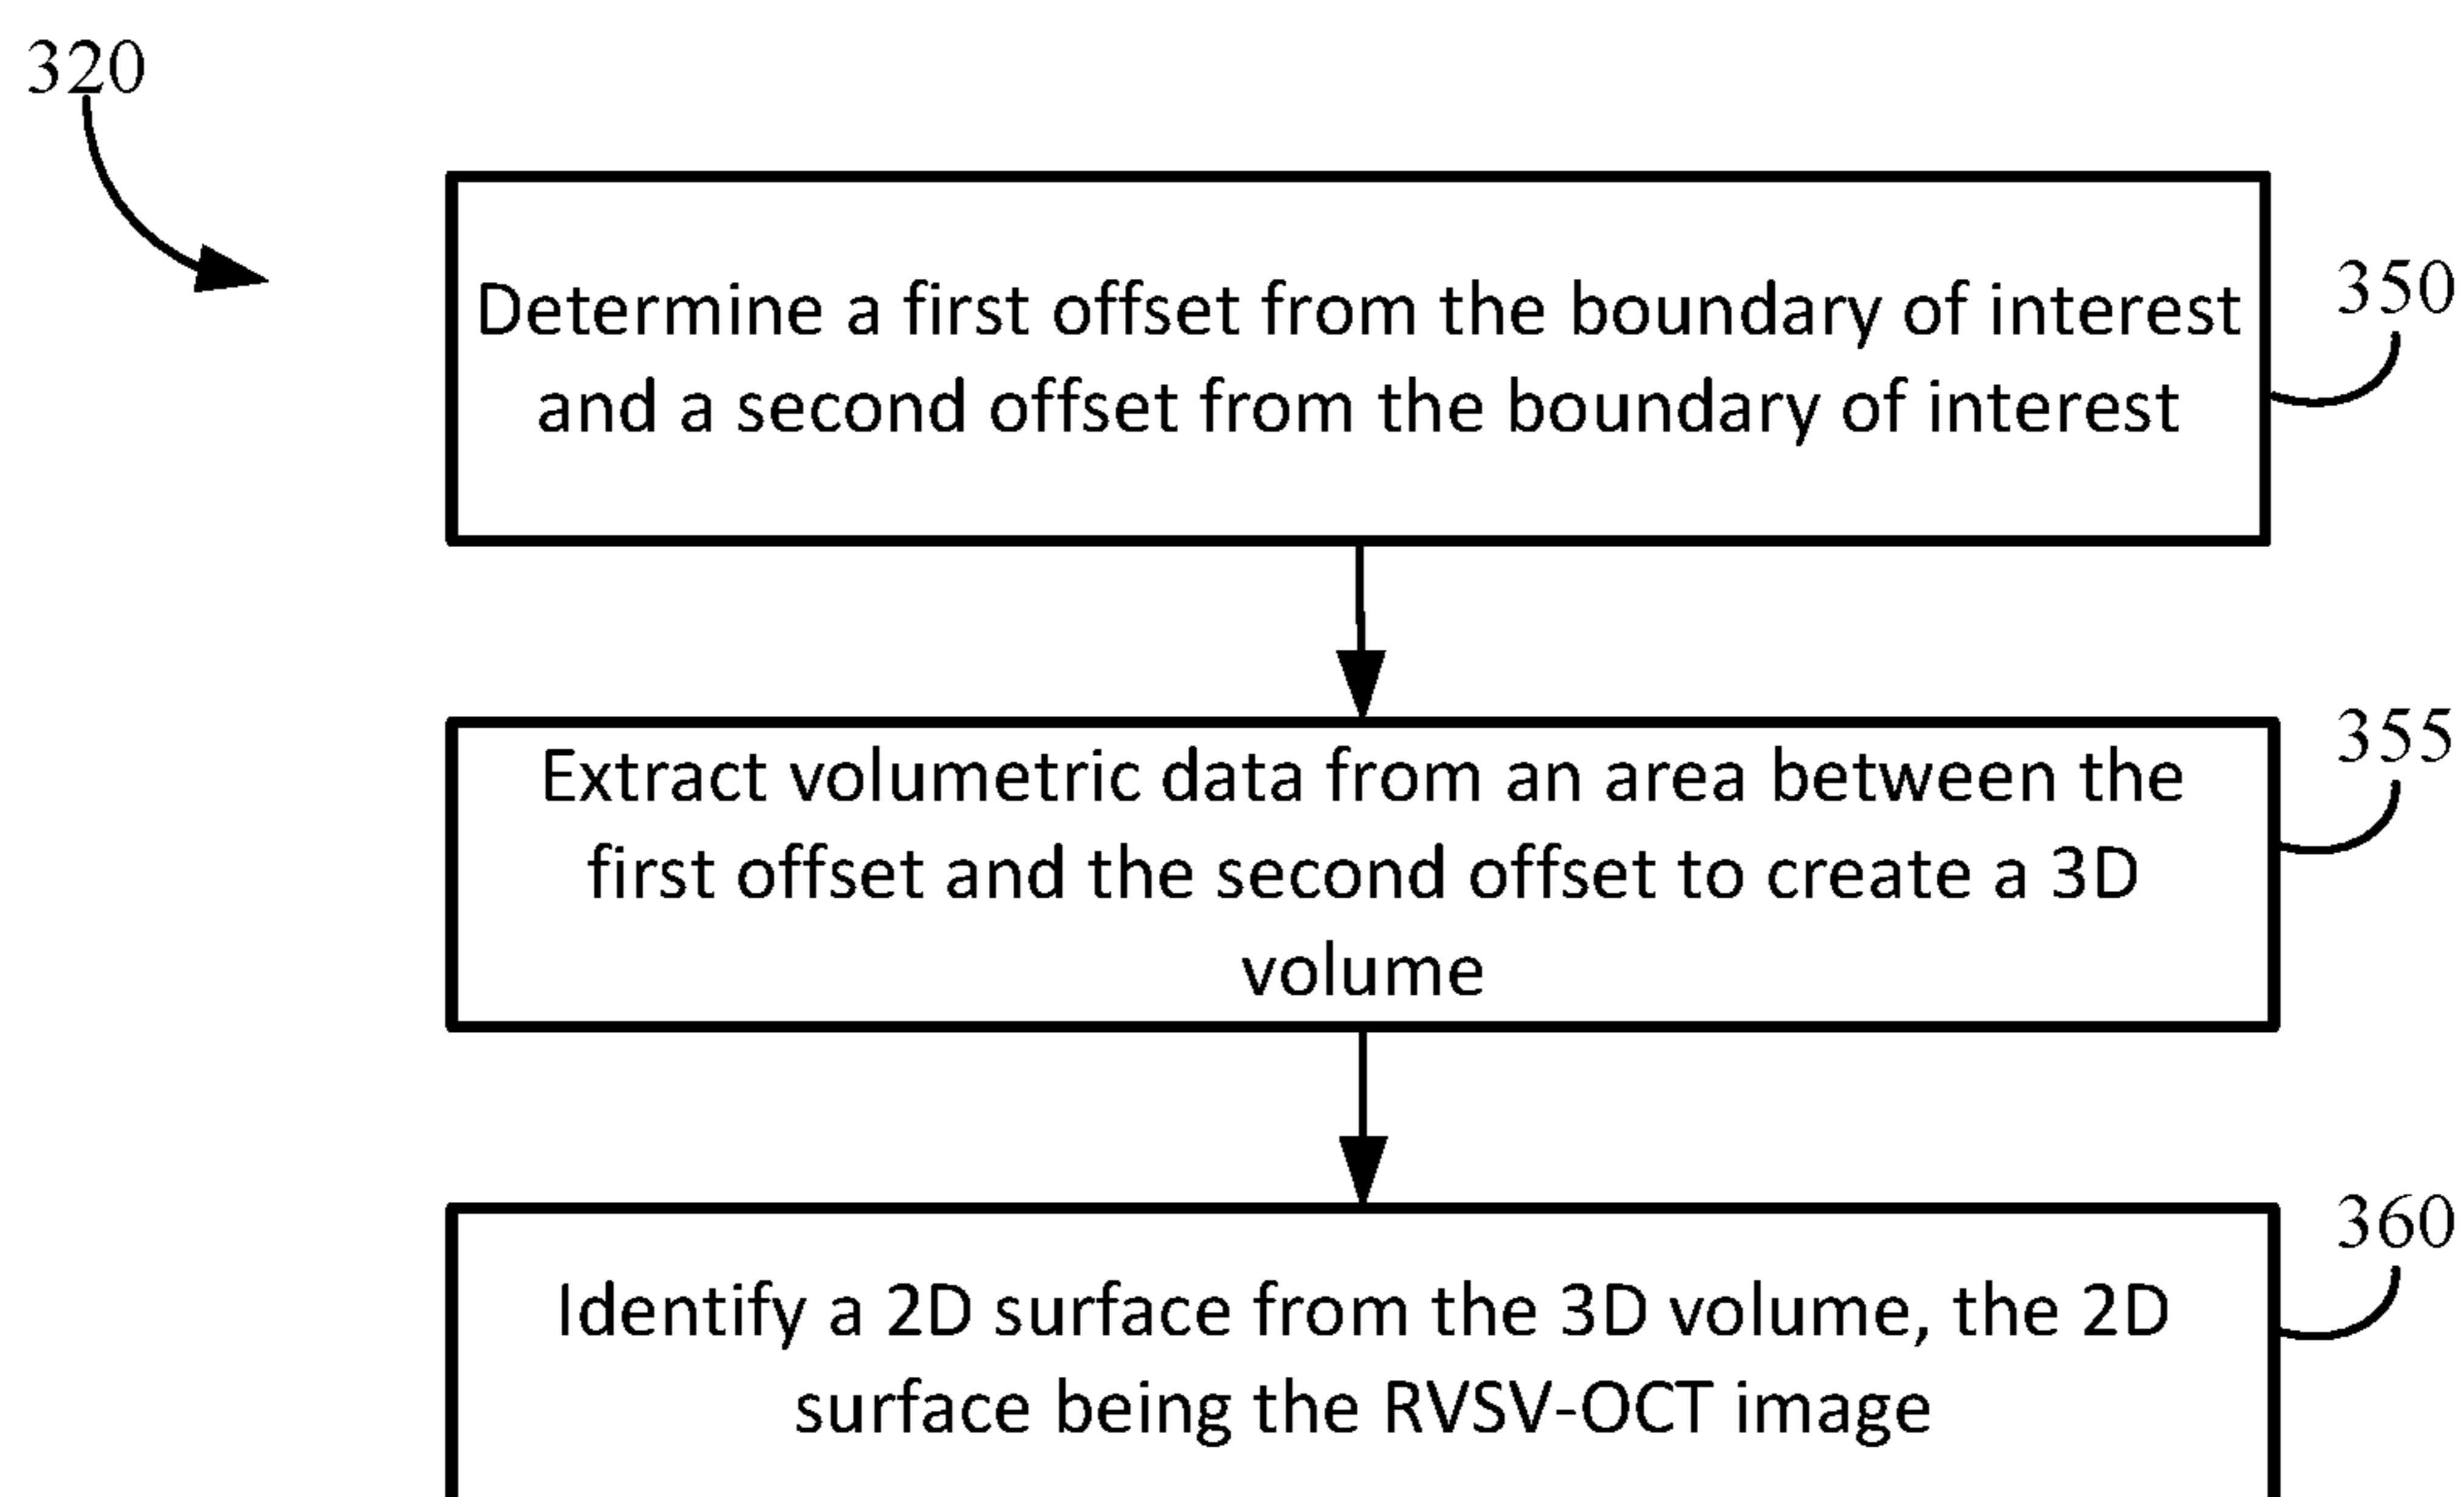 320
Determine a first offset from the boundary of interest
and a second offset from the boundary of interest
350
Extract volumetric data from an area between the
first offset and the second offset to create a 3D
volume
355
Identify a 2D surface from the 3D volume, the 2D
surface being the RVSV-OCT image
360